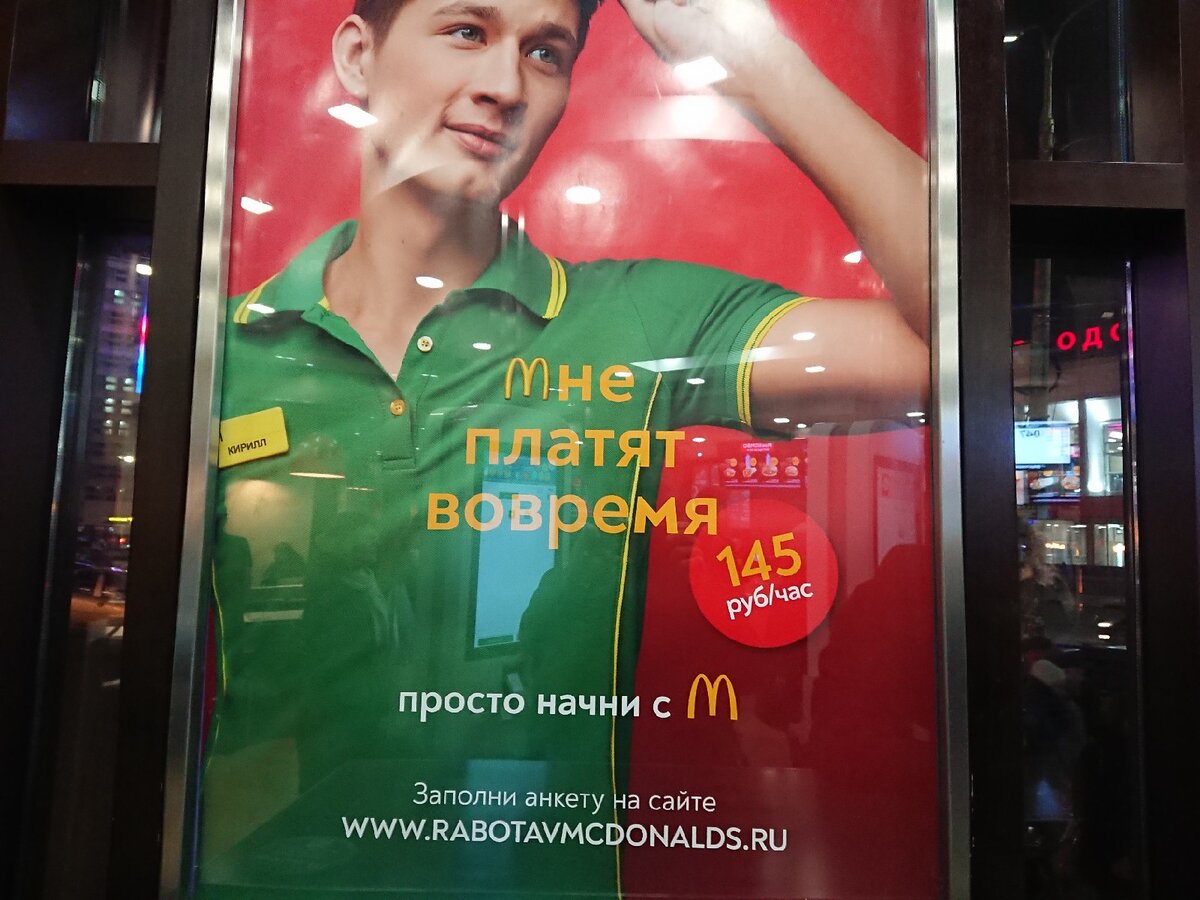 КИРИЛЛ
Мне
платят
вовремя
145
руб/час
просто начни с M
Заполни анкету на сайте
WWW.RABOTAVMCDONALDS.RU
ОДО